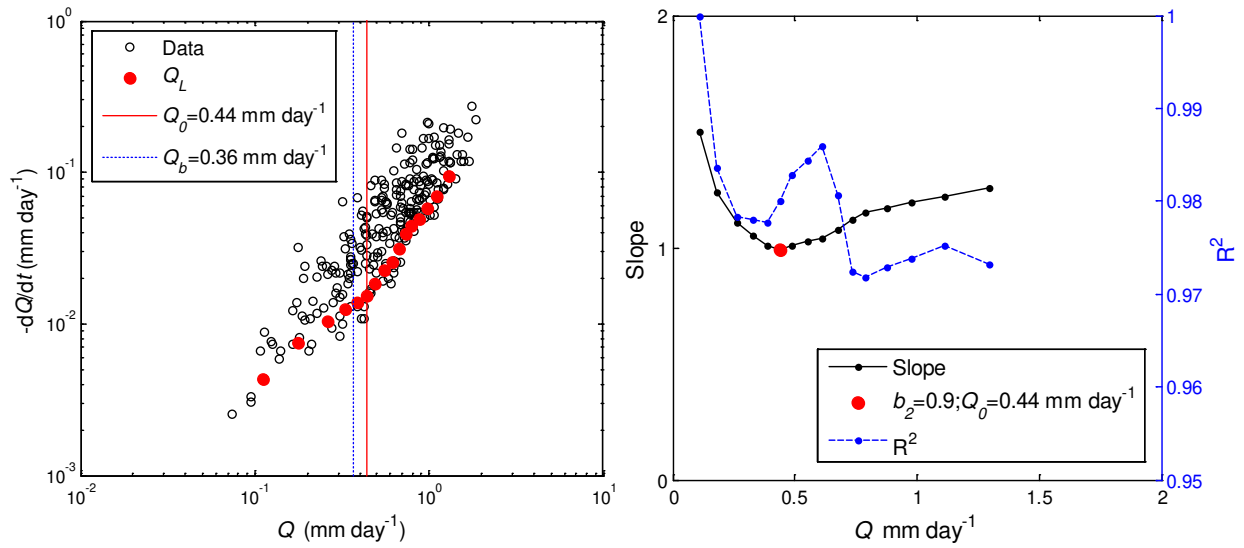 10^0
10^-1
10^-2
10^-3
-dQ/dt (mm day^-1)
Data
Q_L
Q_0=0.44 mm day^-1
Q_b=0.36 mm day^-1
10^-2 10^-1 10^0 10^1
Q (mm day^-1)
2
1
0
Slope
1
0.99
0.98
0.97
0.96
0.95
R^2
Slope
b_2=0.9;Q_0=0.44 mm day^-1
R^2
0 0.5 1 1.5 2
Q mm day^-1